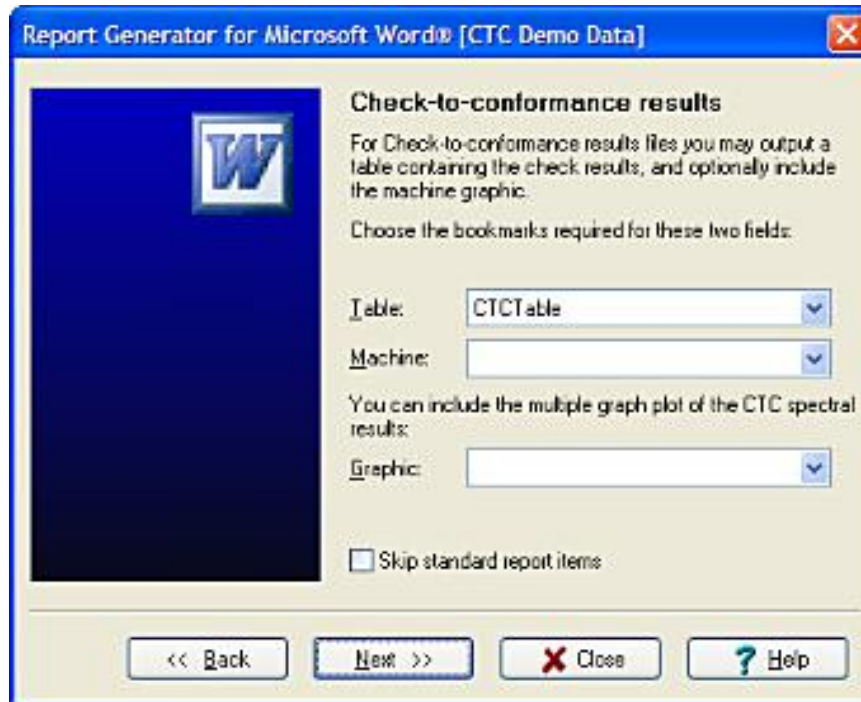 Report Generator for Microsoft Word® [CTC Demo Data]
W
Check-to-conformance results
For Check-to-conformance results files you may output a
table containing the check results, and optionally include
the machine graphic.
Choose the bookmarks required for these two fields:
Table: CTCTable
Machine:
You can include the multiple graph plot of the CTC spectral
results:
Graphic:
Skip standard report items
<< Back Next >> Close ? Help